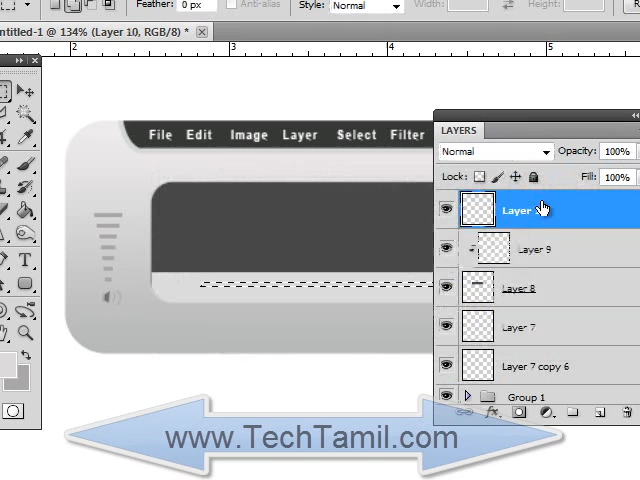 Feather: 0 px Anti-alias Style: Normal Width: Height:
ntitled-1 @ 134% (Layer 10, RGB/8) *
2 3 4 5
File Edit Image Layer Select Filter
LAYERS
Normal Opacity: 100%
Lock: Fill: 100%
Layer
Layer 9
Layer 8
Layer 7
Layer 7 copy 6
Group 1
www.TechTamil.com